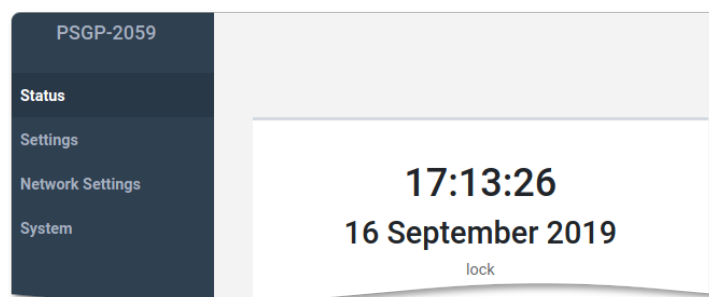 PSGP-2059
Status
Settings
Network Settings
System
17:13:26
16 September 2019
lock